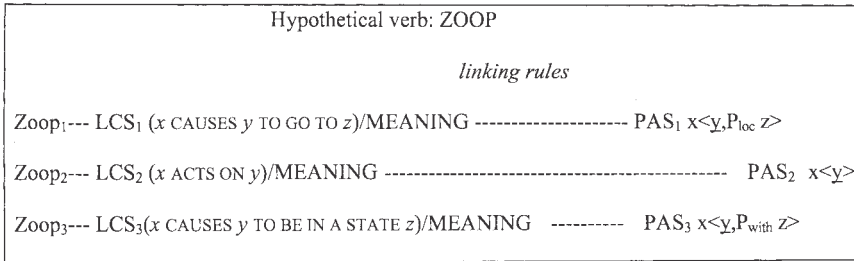 Hypothetical verb: ZOOP
linking rules
Zoop₁--- LCS₁ (x CAUSES y TO GO TO z)/MEANING -------------------- PAS₁ x<y,Ploc z>
Zoop₂--- LCS₂ (x ACTS ON y)/MEANING -------------------------------------------- PAS₂ x<y>
Zoop₃--- LCS₃(x CAUSES y TO BE IN A STATE z)/MEANING ---------- PAS₃ x<y,Pwith z>